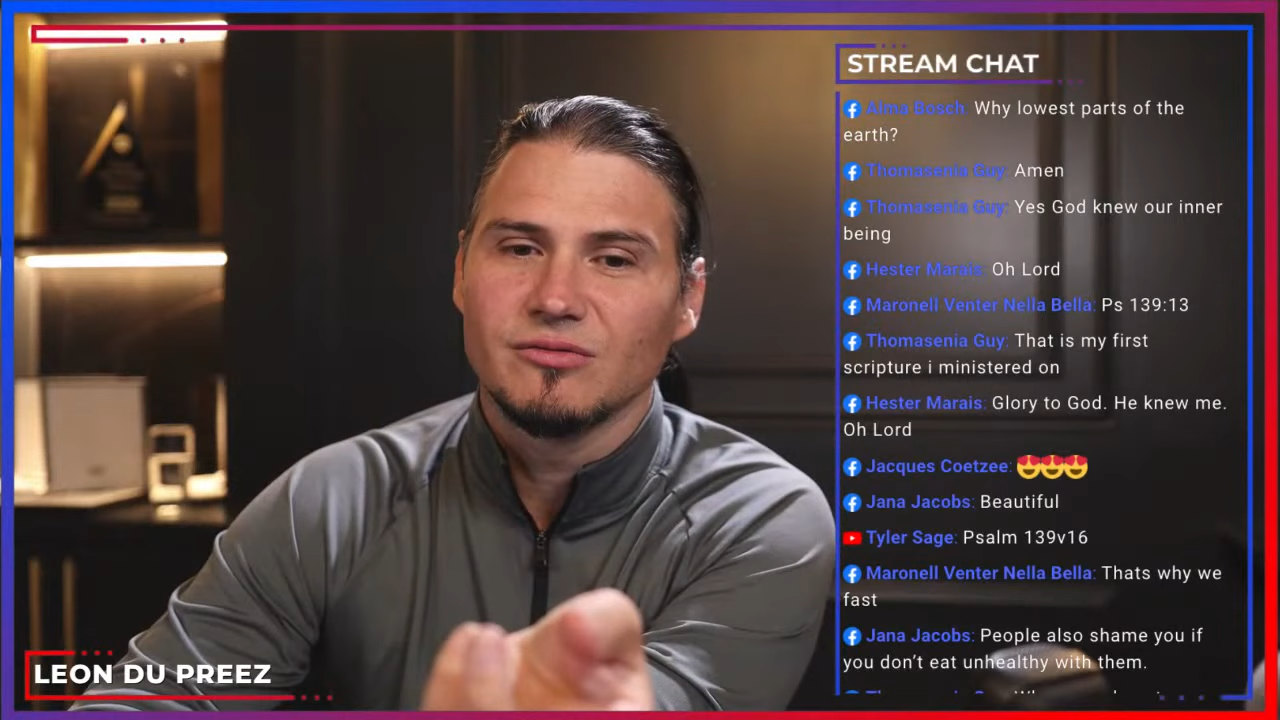 STREAM CHAT
Alma Bosch: Why lowest parts of the
earth?
Thomasenia Guy: Amen
Thomasenia Guy: Yes God knew our inner
being
Hester Marais: Oh Lord
Maronell Venter Nella Bella: Ps 139:13
Thomasenia Guy: That is my first
scripture i ministered on
Hester Marais: Glory to God. He knew me.
Oh Lord
Jacques Coetzee: 😍😍😍
Jana Jacobs: Beautiful
Tyler Sage: Psalm 139v16
Maronell Venter Nella Bella: Thats why we
fast
Jana Jacobs: People also shame you if
you don’t eat unhealthy with them.
LEON DU PREEZ